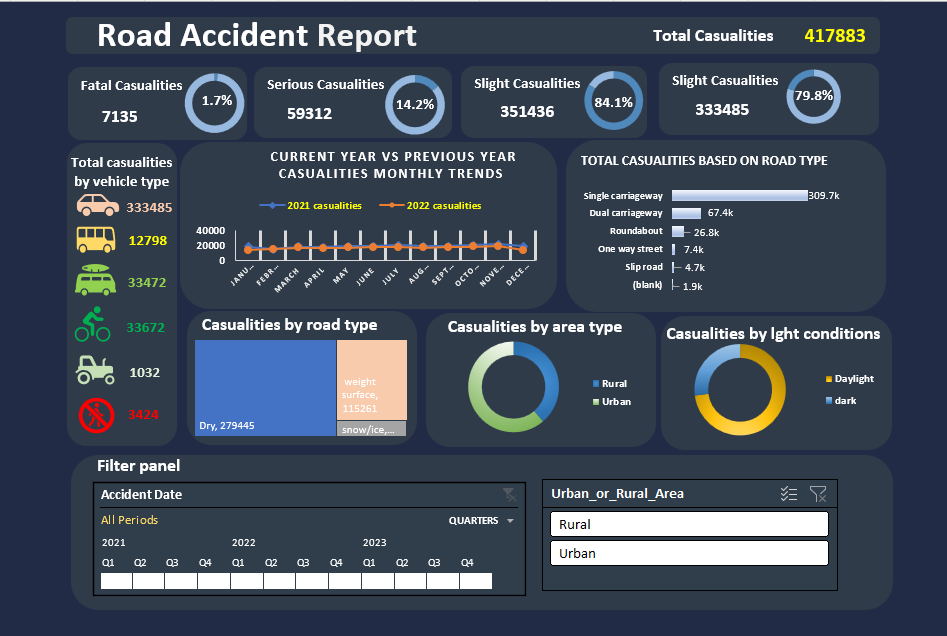 Road Accident Report
Total Casualities 417883
Fatal Casualities
7135
1.7%
Serious Casualities
59312
14.2%
Slight Casualities
351436
84.1%
Slight Casualities
333485
79.8%
Total casualities
by vehicle type
333485
12798
33472
33672
1032
3424
CURRENT YEAR VS PREVIOUS YEAR
CASUALITIES MONTHLY TRENDS
2021 casualities 2022 casualities
40000
20000
0
JANU...
FEBR...
MARCH
APRIL
MAY
JUNE
JULY
AUG...
SEPT...
OCTO...
NOVE...
DECE...
TOTAL CASUALITIES BASED ON ROAD TYPE
Single carriageway 309.7k
Dual carriageway 67.4k
Roundabout 26.8k
One way street 7.4k
Slip road 4.7k
(blank) 1.9k
Casualities by road type
weight
surfece,
115261
Dry, 279445
snow/ice,...
Casualities by area type
Rural
Urban
Casualities by lght conditions
Daylight
dark
Filter panel
Accident Date
All Periods QUARTERS
2021 2022 2023
Q1 Q2 Q3 Q4 Q1 Q2 Q3 Q4 Q1 Q2 Q3 Q4
Urban_or_Rural_Area
Rural
Urban